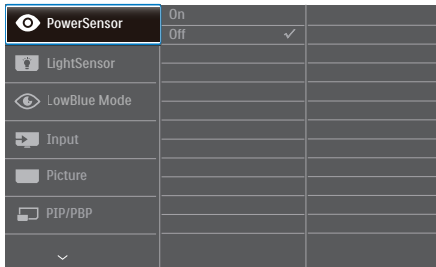 PowerSensor
On
Off
LightSensor
LowBlue Mode
Input
Picture
PIP/PBP